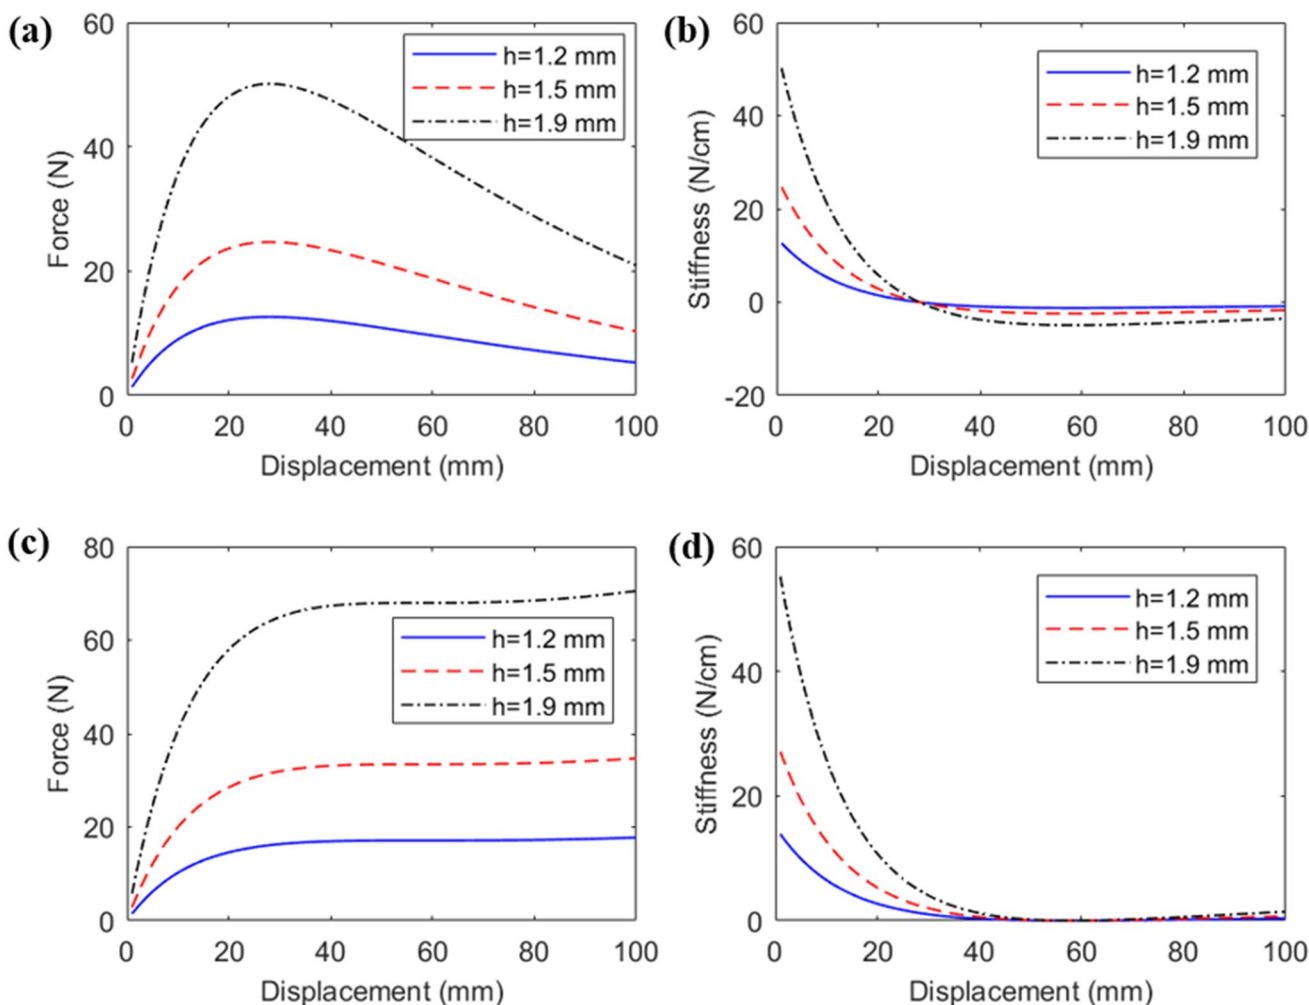 (a)
60
40
20
0
Force (N)
h=1.2 mm
h=1.5 mm
h=1.9 mm
0 20 40 60 80 100
Displacement (mm)
(b)
60
40
20
0
-20
Stiffness (N/cm)
h=1.2 mm
h=1.5 mm
h=1.9 mm
0 20 40 60 80 100
Displacement (mm)
(c)
80
60
40
20
0
Force (N)
h=1.2 mm
h=1.5 mm
h=1.9 mm
0 20 40 60 80 100
Displacement (mm)
(d)
60
40
20
0
Stiffness (N/cm)
h=1.2 mm
h=1.5 mm
h=1.9 mm
0 20 40 60 80 100
Displacement (mm)